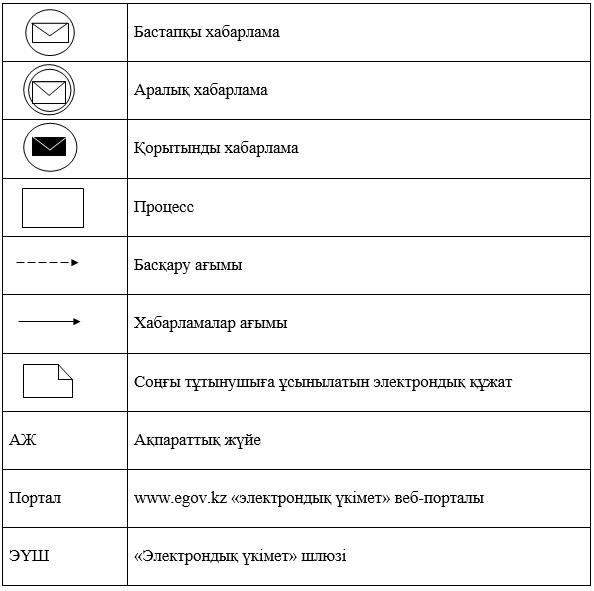 Бастапқы хабарлама
Аралық хабарлама
Қорытынды хабарлама
Процесс
Басқару ағымы
Хабарламалар ағымы
Соңғы тұтынушыға ұсынылатын электрондық құжат
АЖ Ақпараттық жүйе
Портал www.egov.kz «электрондық үкімет» веб-порталы
ЭҮШ «Электрондық үкімет» шлюзі